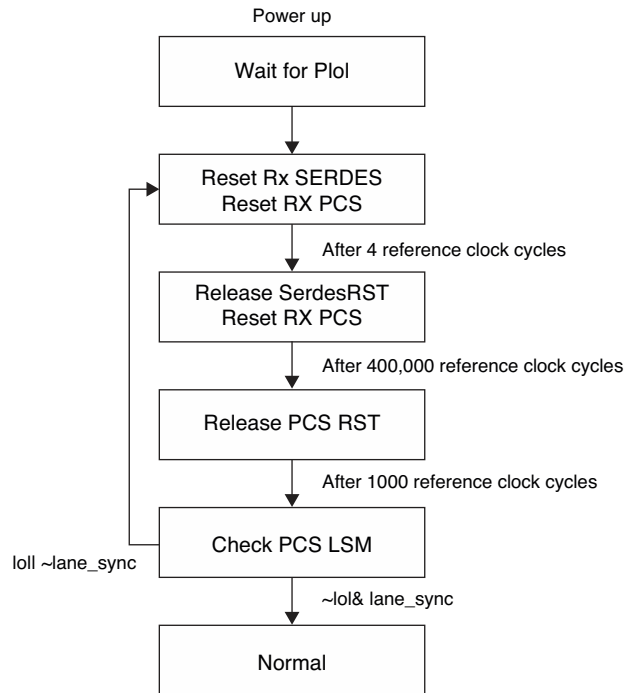 Power up
Wait for Plol
Reset Rx SERDES
Reset RX PCS
After 4 reference clock cycles
Release SerdesRST
Reset RX PCS
After 400,000 reference clock cycles
Release PCS RST
After 1000 reference clock cycles
Check PCS LSM
loll ~lane_sync
~lol& lane_sync
Normal